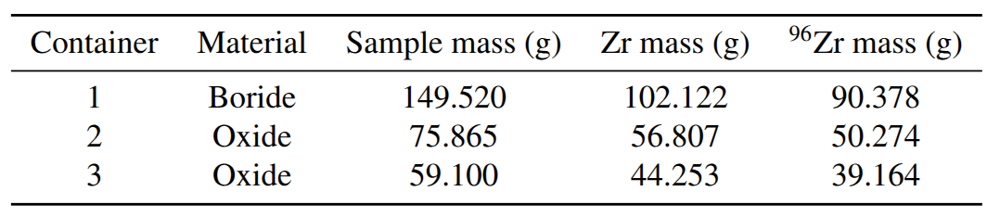 Container Material Sample mass (g) Zr mass (g) ⁹⁶Zr mass (g)
1 Boride 149.520 102.122 90.378
2 Oxide 75.865 56.807 50.274
3 Oxide 59.100 44.253 39.164